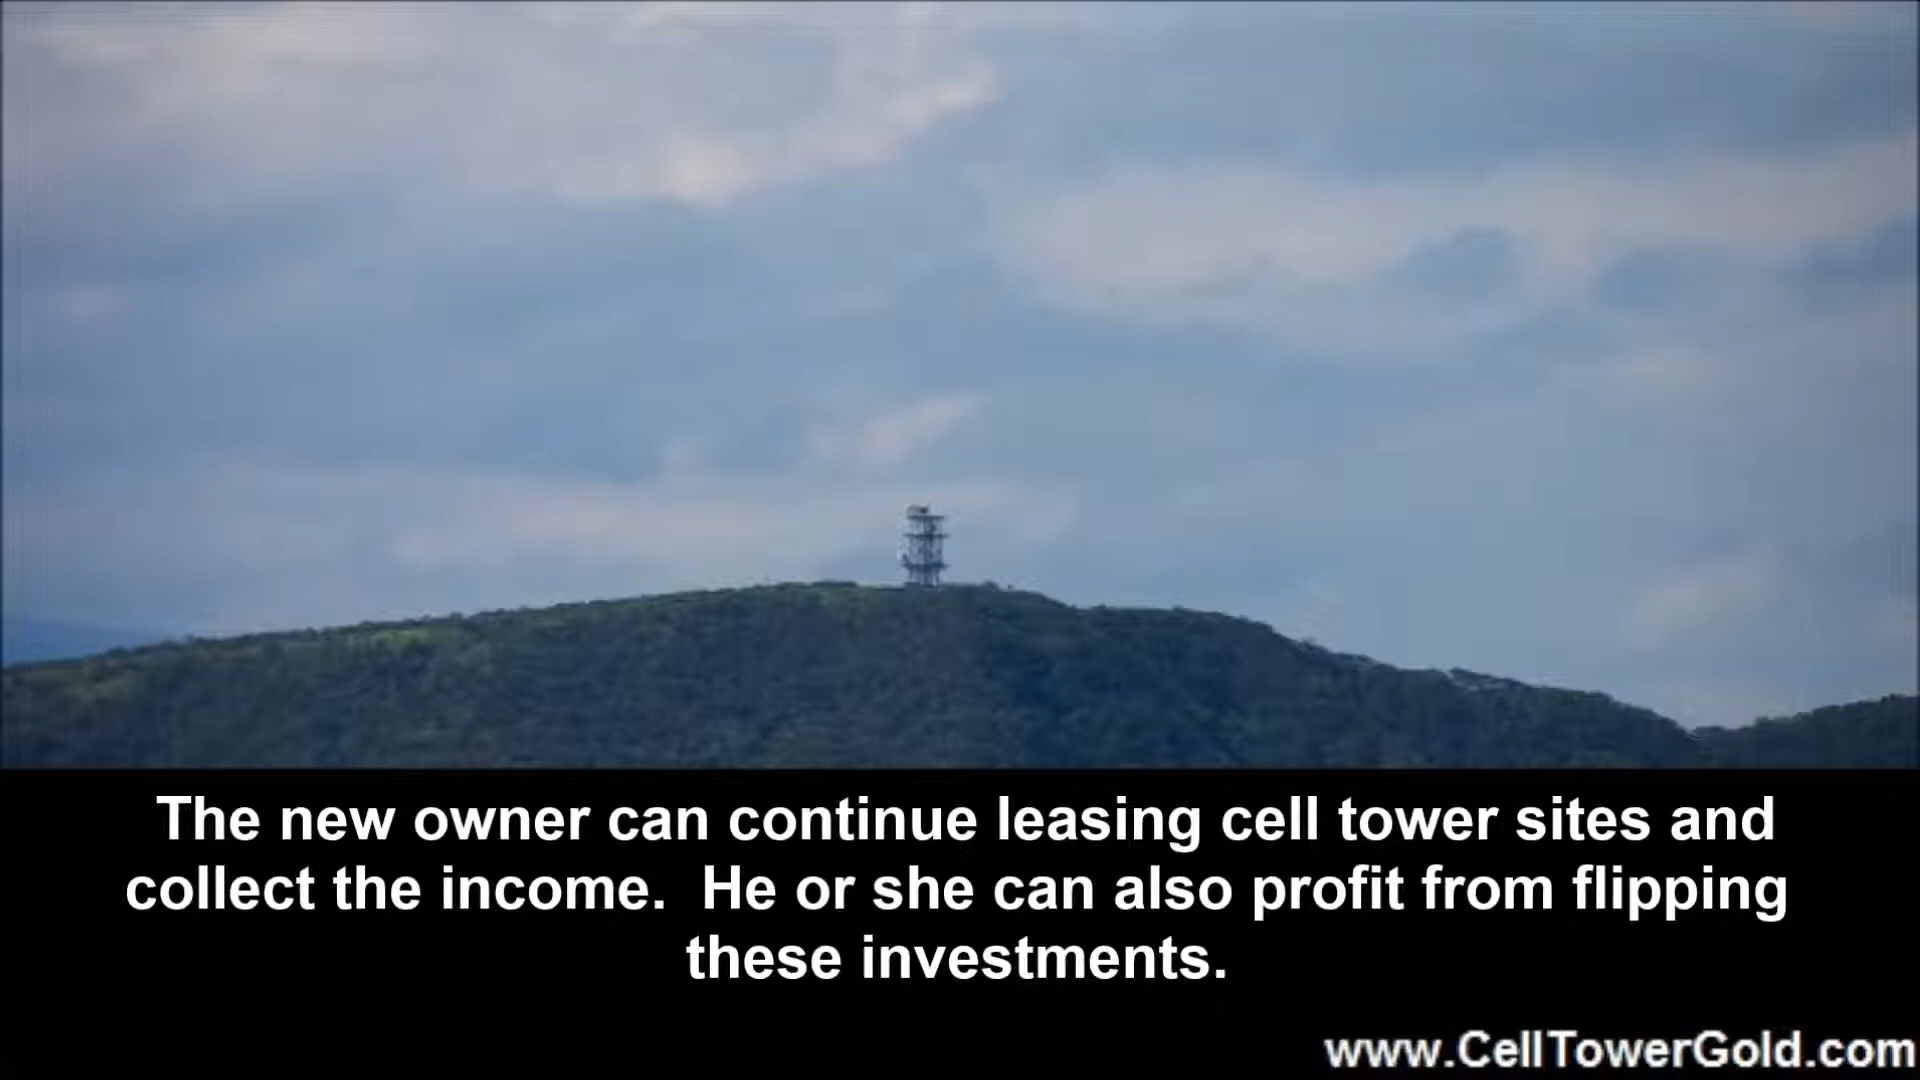 The new owner can continue leasing cell tower sites and
collect the income.  He or she can also profit from flipping
these investments.
www.CellTowerGold.com